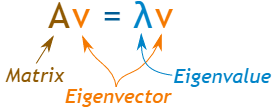 Av = λv
Matrix
Eigenvector
Eigenvalue